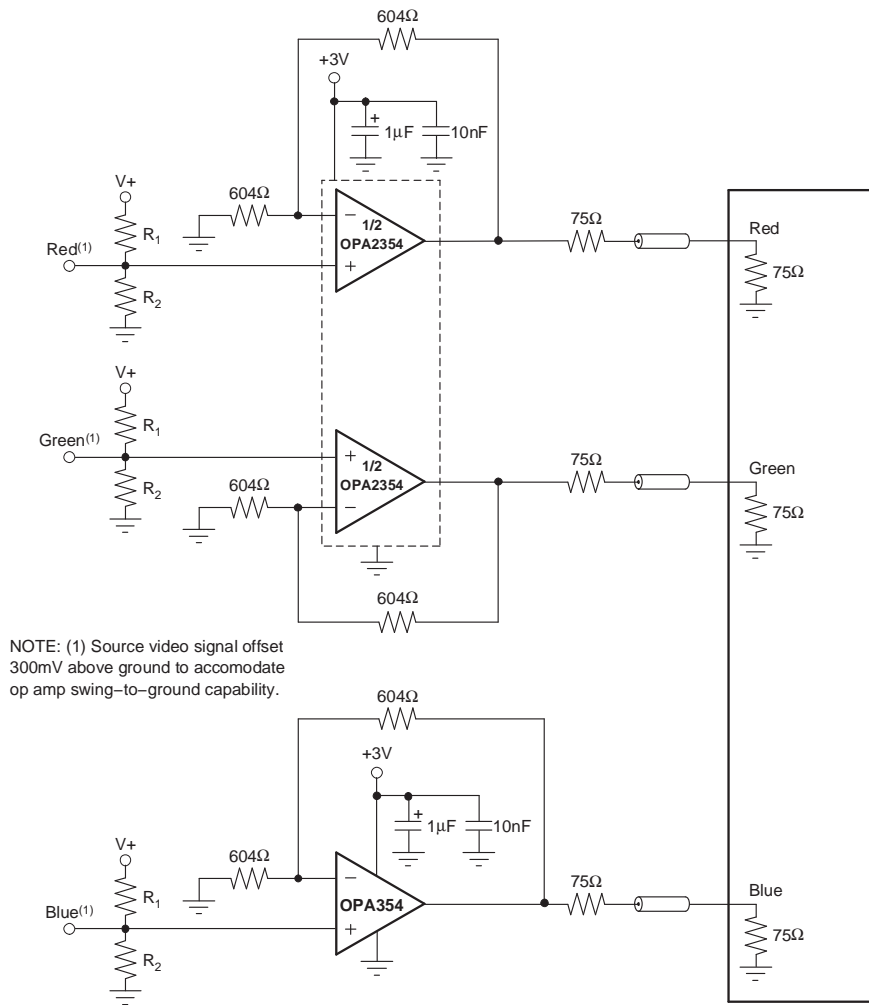 604Ω
+3V
+
1µF
10nF
604Ω
V+
R1
Red(1)
R2
−
1/2
OPA2354
+
75Ω
Red
75Ω
V+
R1
Green(1)
R2
+
1/2
OPA2354
−
604Ω
75Ω
Green
75Ω
604Ω
NOTE: (1) Source video signal offset
300mV above ground to accomodate
op amp swing−to−ground capability.
604Ω
+3V
+
1µF
10nF
604Ω
V+
R1
Blue(1)
R2
−
OPA354
+
75Ω
Blue
75Ω